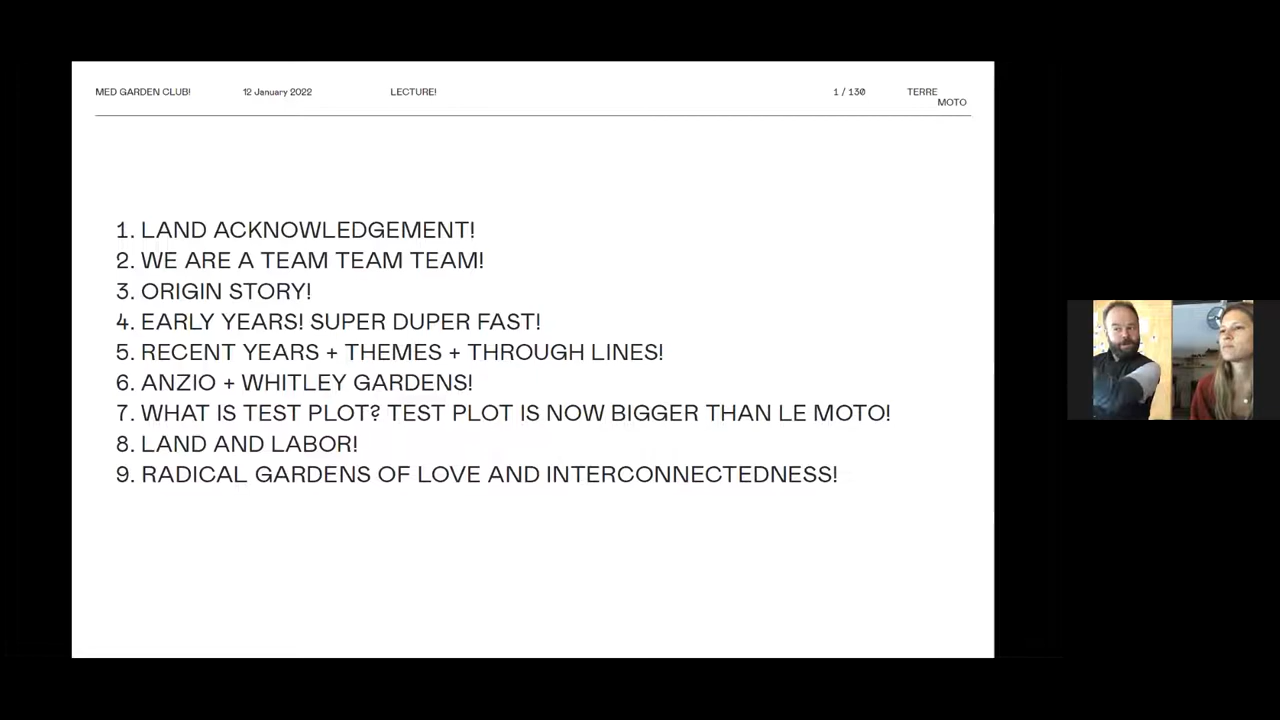 MED GARDEN CLUB! 12 January 2022 LECTURE! 1 / 130 TERRE
MOTO
1. LAND ACKNOWLEDGEMENT!
2. WE ARE A TEAM TEAM TEAM!
3. ORIGIN STORY!
4. EARLY YEARS! SUPER DUPER FAST!
5. RECENT YEARS + THEMES + THROUGH LINES!
6. ANZIO + WHITLEY GARDENS!
7. WHAT IS TEST PLOT? TEST PLOT IS NOW BIGGER THAN LE MOTO!
8. LAND AND LABOR!
9. RADICAL GARDENS OF LOVE AND INTERCONNECTEDNESS!